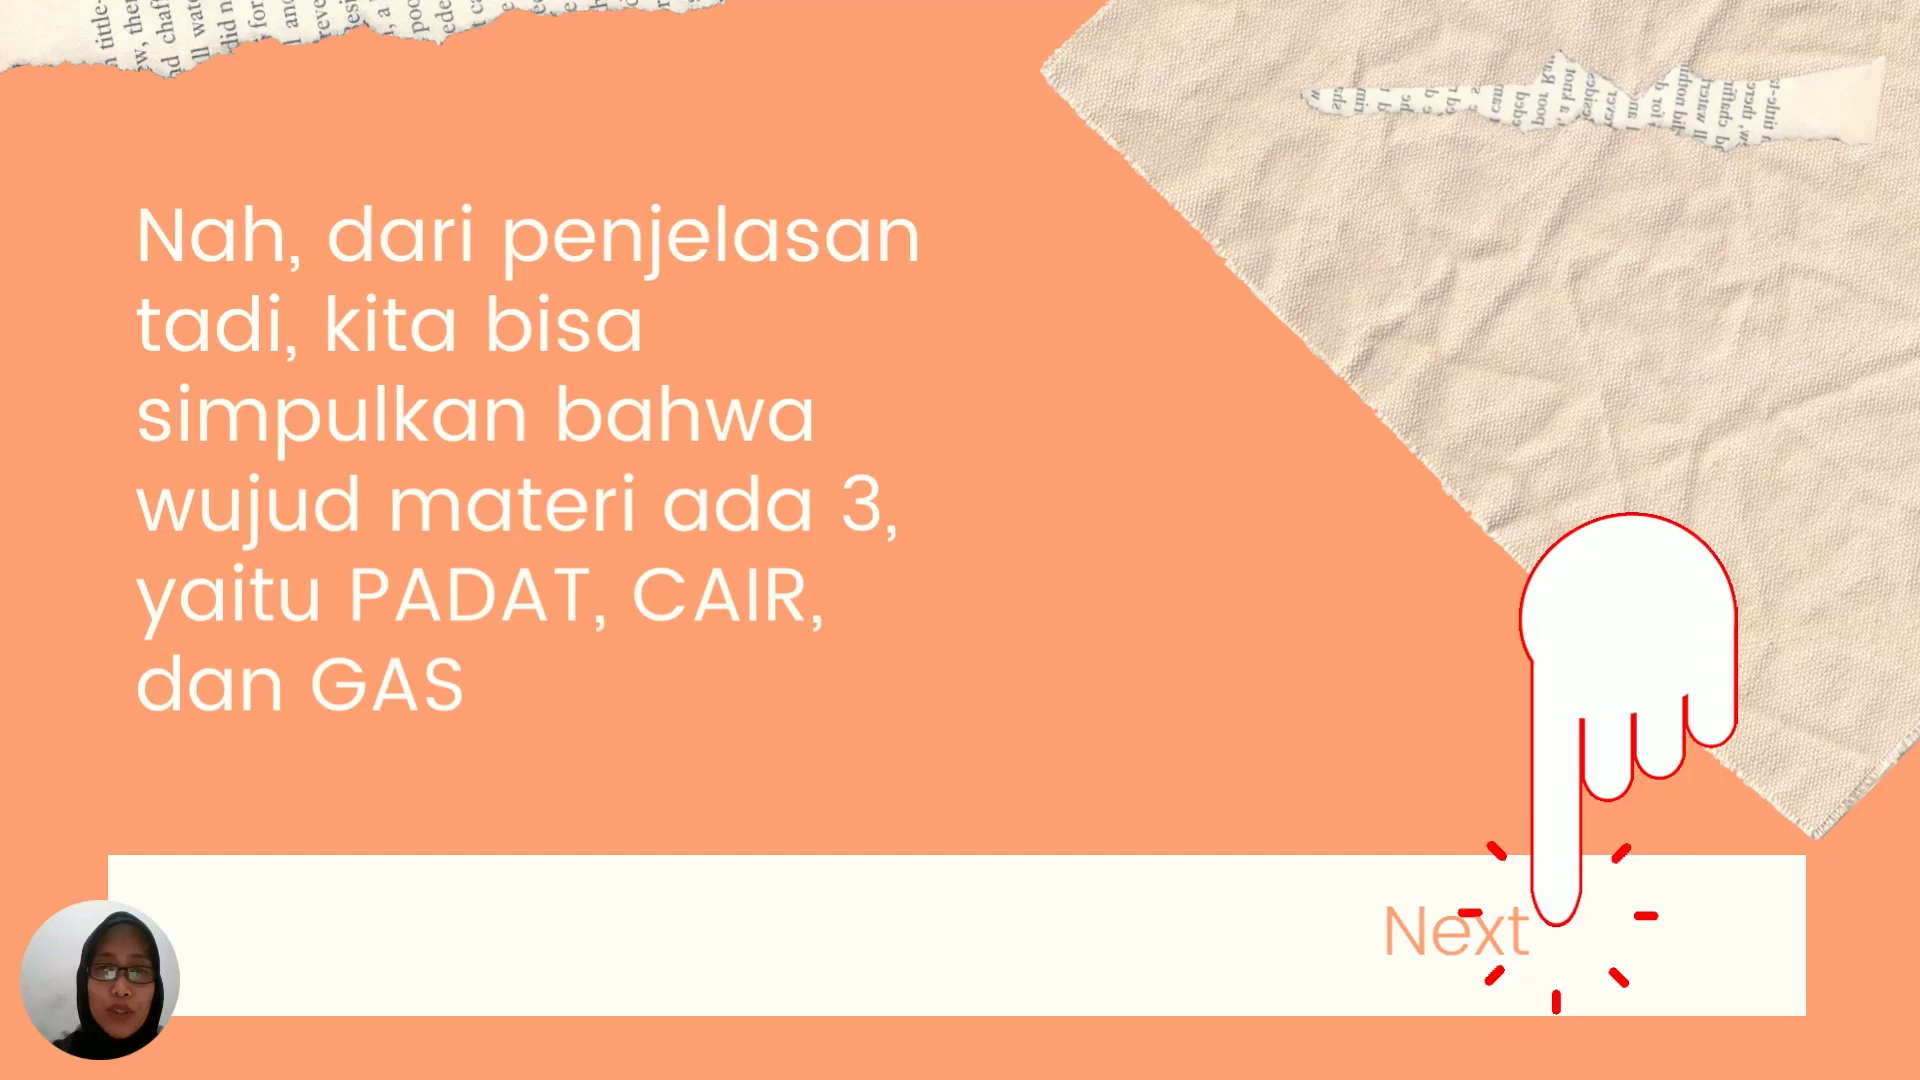 Nah, dari penjelasan
tadi, kita bisa
simpulkan bahwa
wujud materi ada 3,
yaitu PADAT, CAIR,
dan GAS
Next